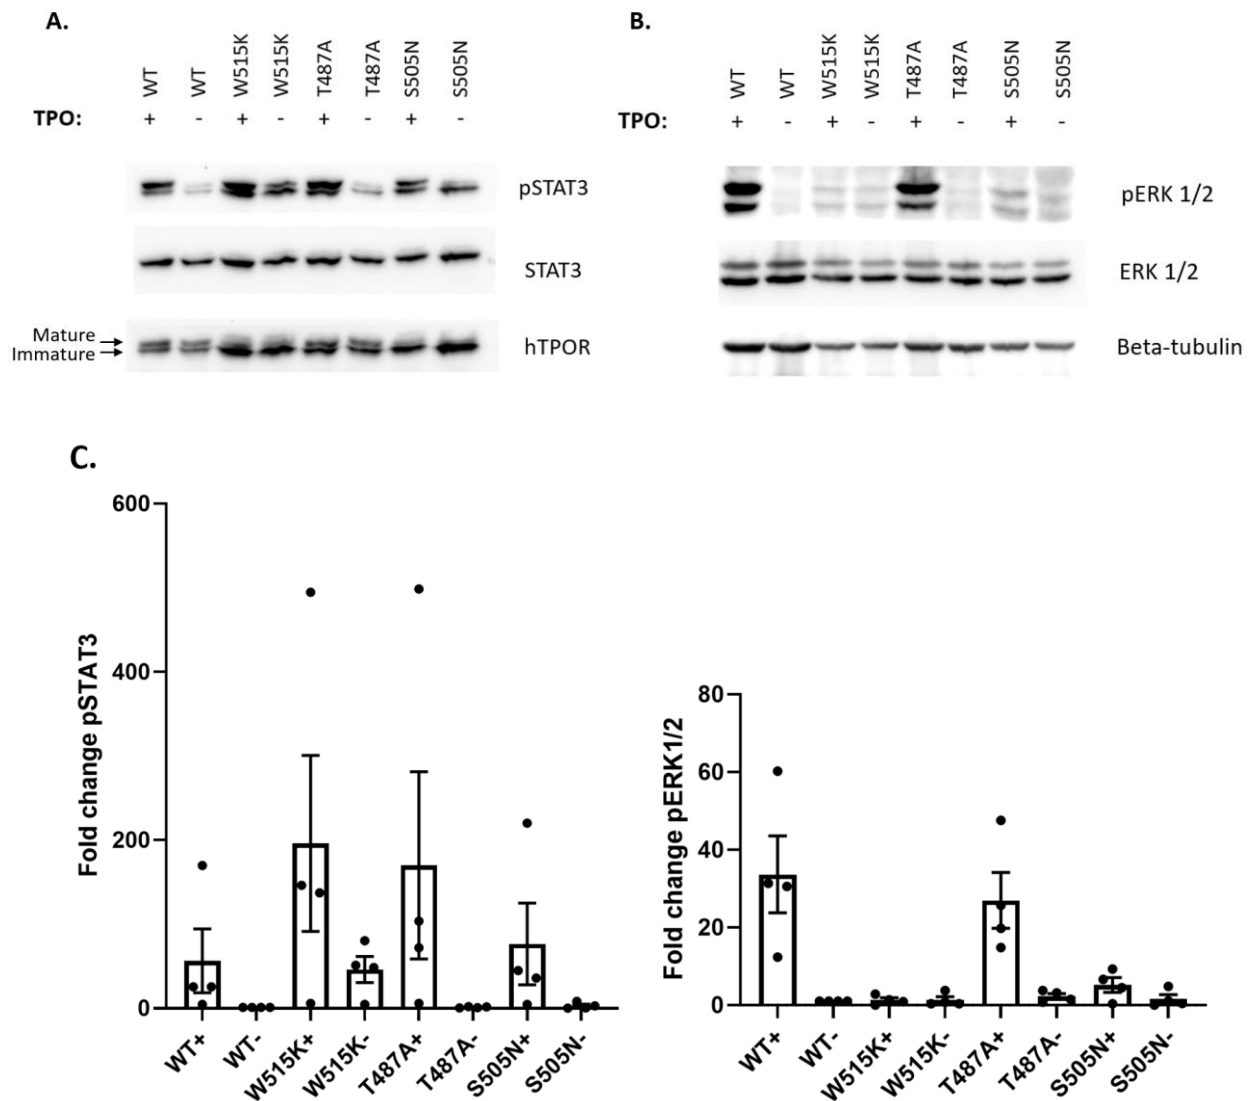 A.
WT WT W515K W515K T487A T487A S505N S505N
TPO: + - + - + - + -
pSTAT3
STAT3
Mature
Immature
hTPOR
B.
WT WT W515K W515K T487A T487A S505N S505N
TPO: + - + - + - + -
pERK 1/2
ERK 1/2
Beta-tubulin
C.
Fold change pSTAT3
600
400
200
0
WT+ WT- W515K+ W515K- T487A+ T487A- S505N+ S505N-
Fold change pERK1/2
80
60
40
20
0
WT+ WT- W515K+ W515K- T487A+ T487A- S505N+ S505N-